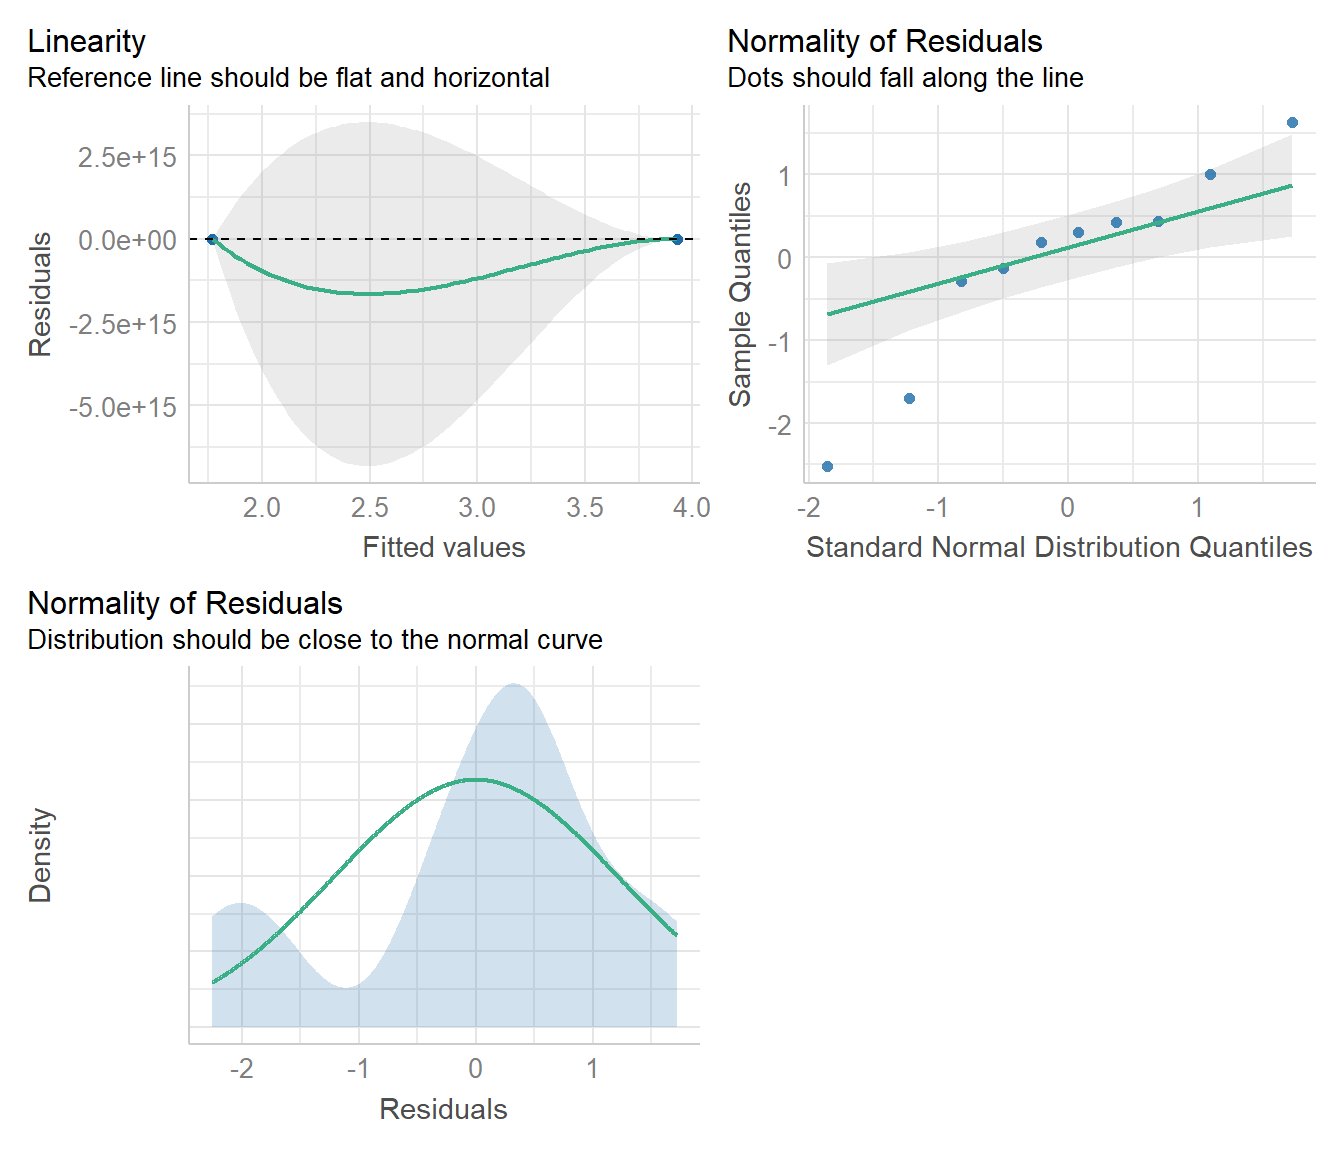 Linearity
Reference line should be flat and horizontal
2.5e+15
0.0e+00
-2.5e+15
-5.0e+15
Residuals
2.0 2.5 3.0 3.5 4.0
Fitted values
Normality of Residuals
Dots should fall along the line
1
0
-1
-2
Sample Quantiles
-2 -1 0 1
Standard Normal Distribution Quantiles
Normality of Residuals
Distribution should be close to the normal curve
Density
-2 -1 0 1
Residuals